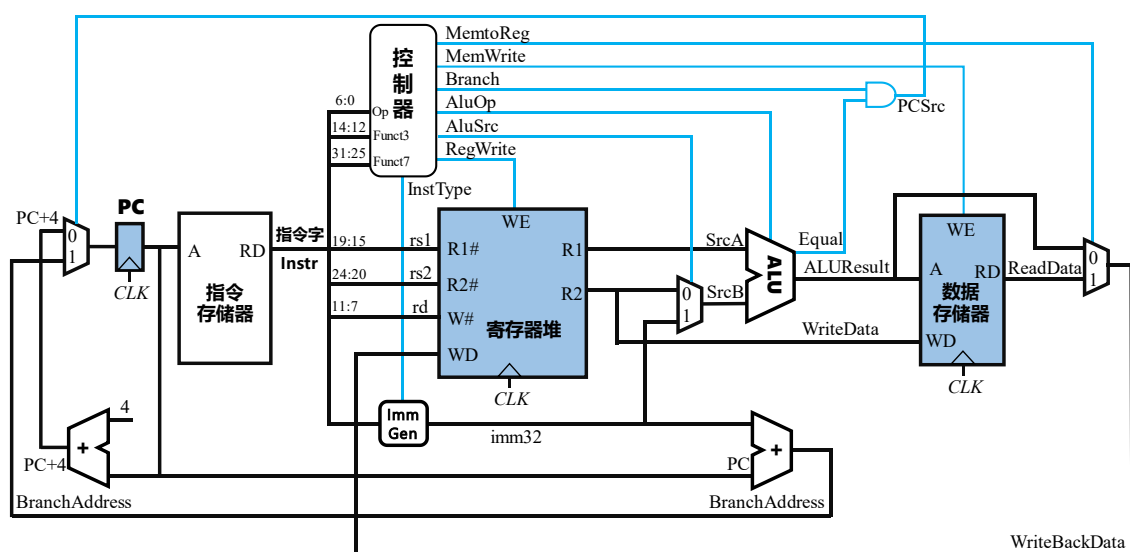 MemtoReg
MemWrite
Branch
AluOp
AluSrc
RegWrite
控
制
器
Op
Funct3
Funct7
6:0
14:12
31:25
InstType
PCSrc
PC+4
0
1
PC
CLK
A
RD
指令
存储器
指令字
Instr
19:15
rs1
24:20
rs2
11:7
rd
WE
R1#
R2#
W#
WD
R1
R2
寄存器堆
CLK
0
1
SrcA
SrcB
ALU
Equal
ALUResult
WriteData
WE
A
RD
数据
存储器
WD
CLK
ReadData
0
1
4
+
PC+4
Imm
Gen
imm32
PC
+
BranchAddress
BranchAddress
WriteBackData